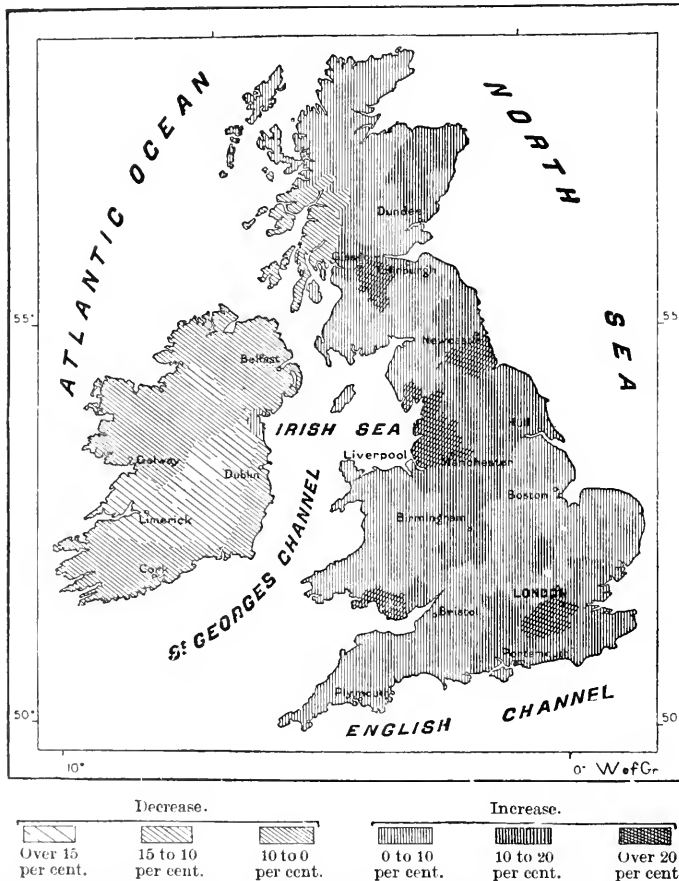 ATLANTIC OCEAN
NORTH SEA
Dundee
Glasgow
Edinburgh
55°
55
Newcastle
Belfast
IRISH SEA
Hull
Liverpool
Manchester
Galway
Dublin
Boston
Limerick
Birmingham
Cork
St GEORGES CHANNEL
LONDON
Bristol
Portsmouth
Plymouth
ENGLISH CHANNEL
50°
50
10°
0° W of Gr
Decrease.
Increase.
Over 15 per cent.
15 to 10 per cent.
10 to 0 per cent.
0 to 10 per cent.
10 to 20 per cent.
Over 20 per cent